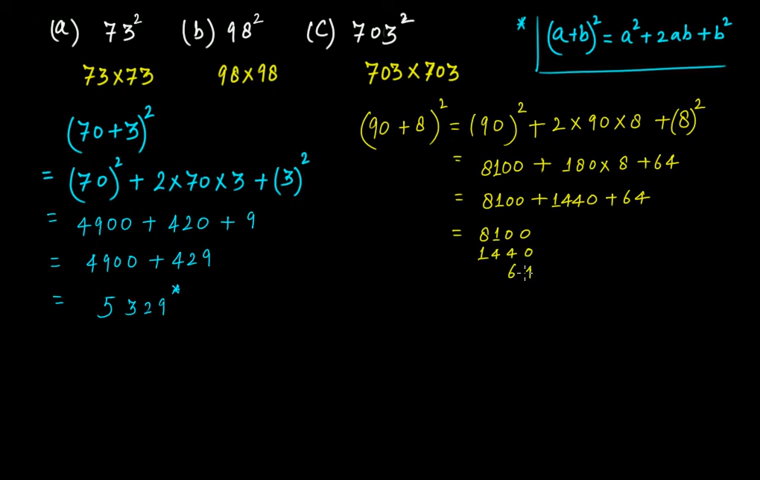 (a) 73² (b) 98² (C) 703²
73×73 98×98 703×703
* (a+b)² = a² + 2ab + b²
(70+3)²
= (70)² + 2×70×3 + (3)²
= 4900 + 420 + 9
= 4900 + 429
= 5329*
(90+8)² = (90)² + 2×90×8 + (8)²
= 8100 + 180×8 + 64
= 8100 + 1440 + 64
= 8100
1440
64